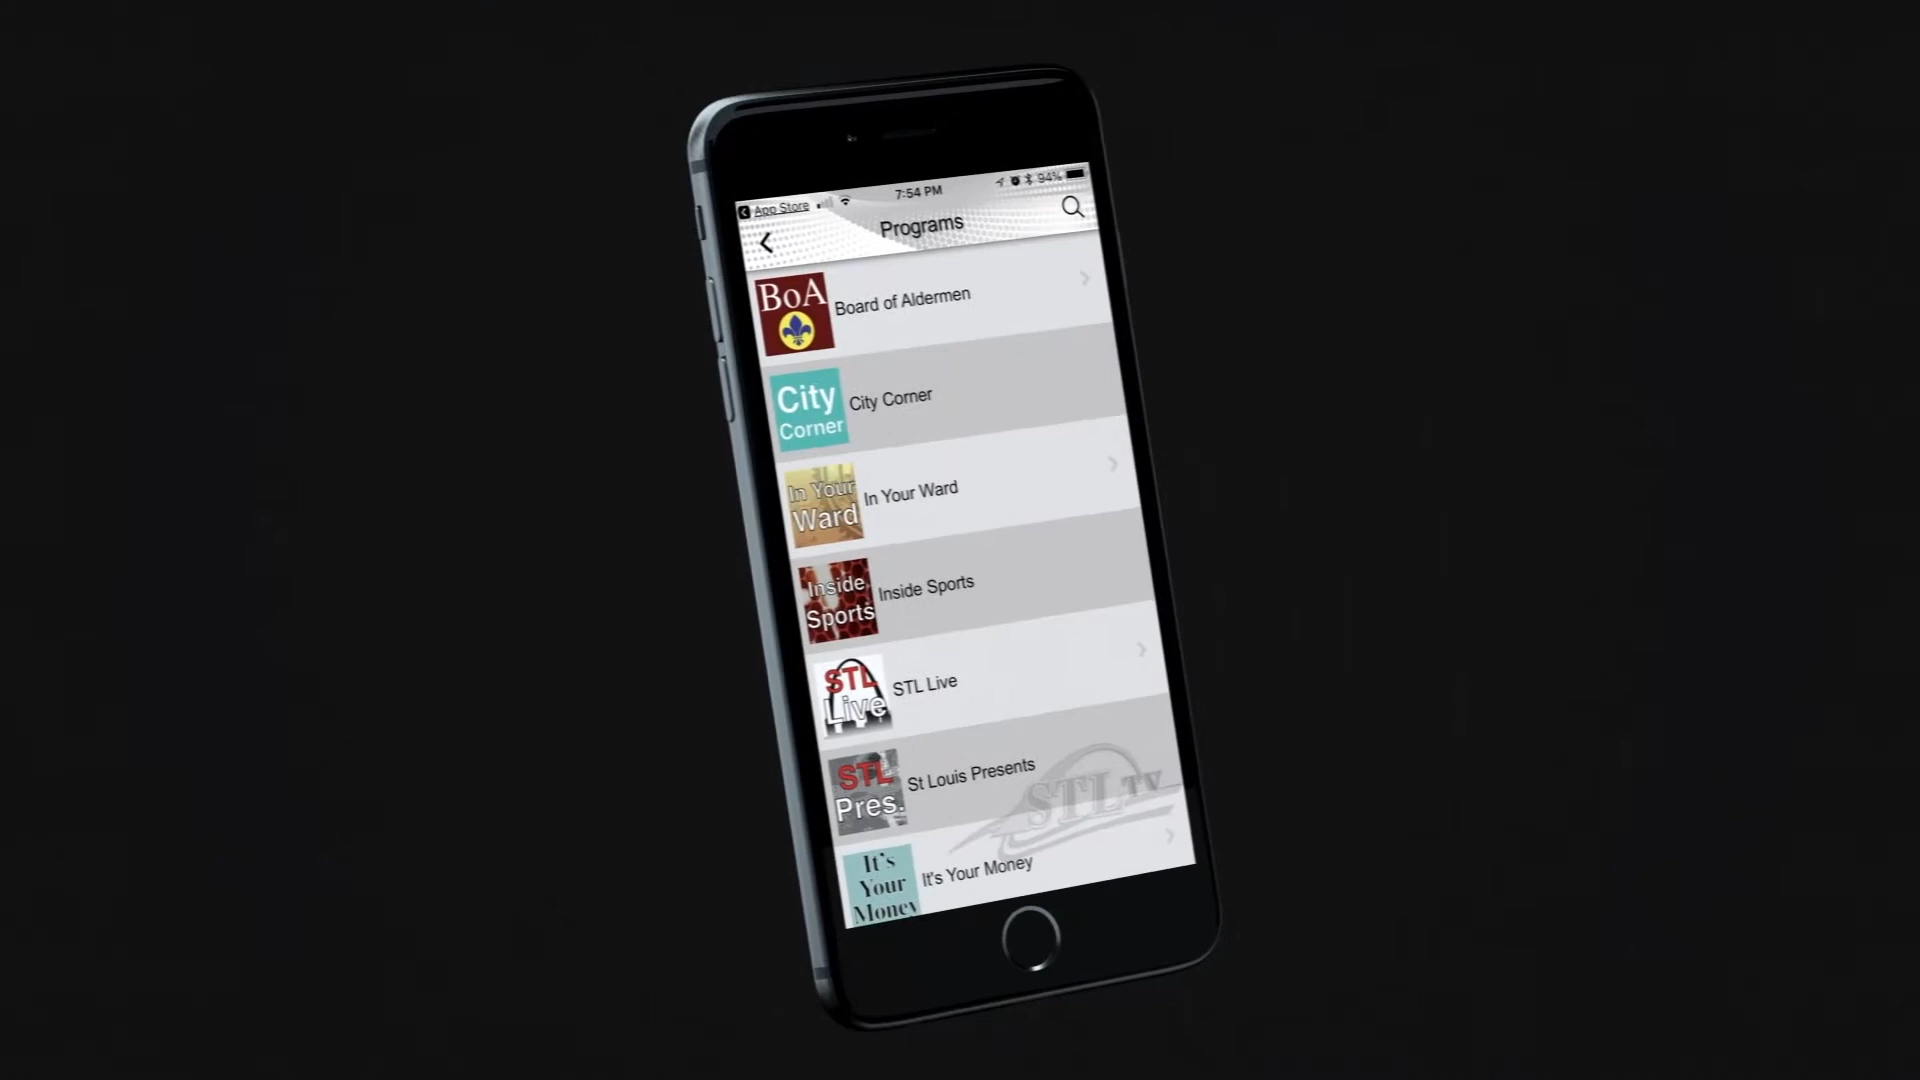 App Store 7:54 PM 94%
Programs
BoA
Board of Aldermen
City
Corner
City Corner
In Your
Ward
In Your Ward
Inside
Sports
Inside Sports
STL
Live
STL Live
STL
Pres.
St Louis Presents
STL TV
It's
Your
Money
It's Your Money